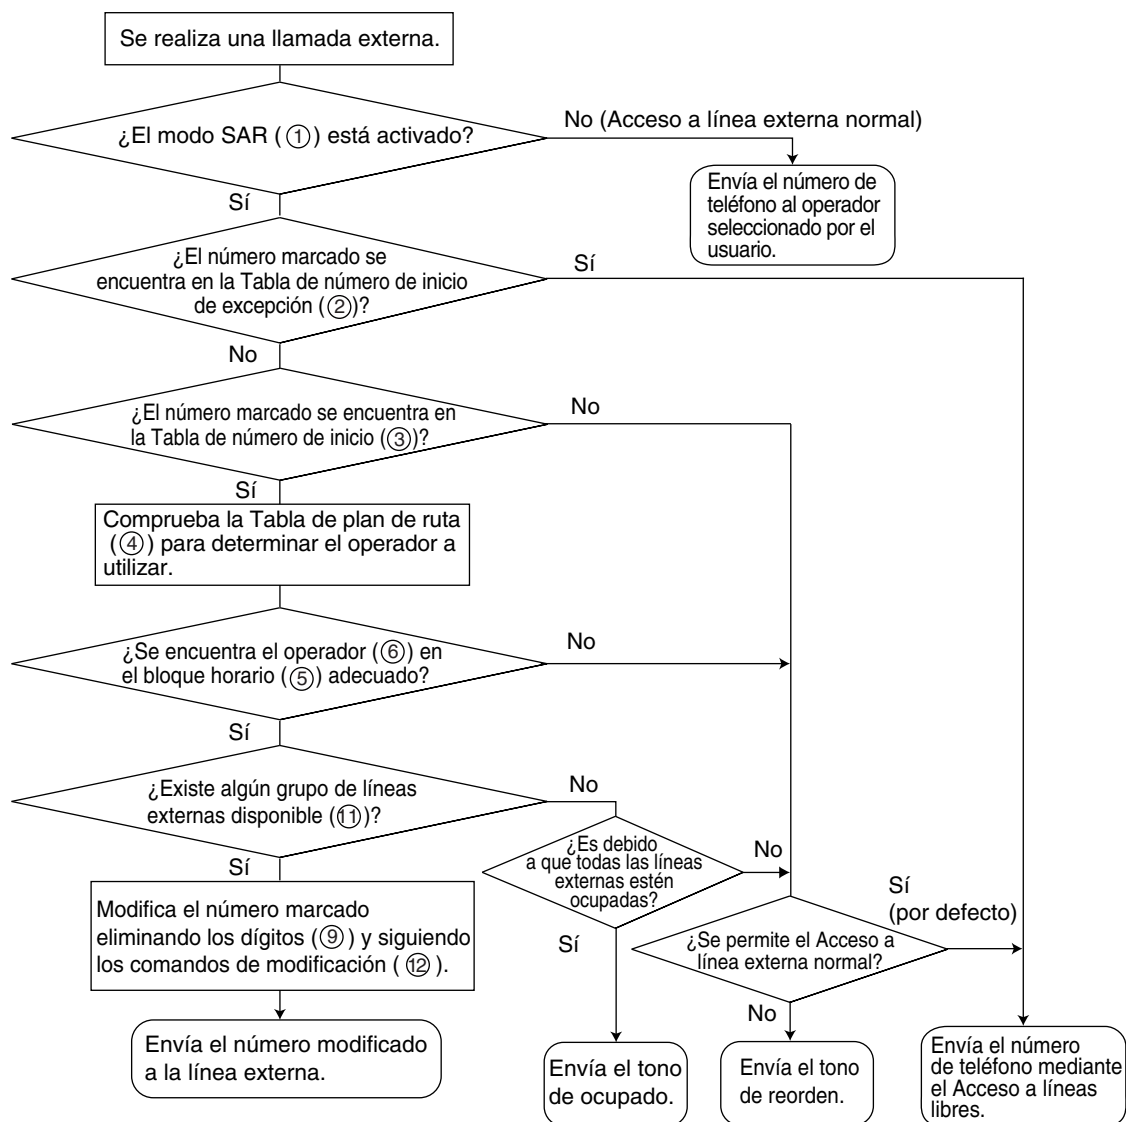 Se realiza una llamada externa.
¿El modo SAR (①) está activado?
No (Acceso a línea externa normal)
Envía el número de
teléfono al operador
seleccionado por el
usuario.
Sí
¿El número marcado se
encuentra en la Tabla de número de inicio
de excepción (②)?
Sí
No
¿El número marcado se encuentra en
la Tabla de número de inicio (③)?
No
Sí
Comprueba la Tabla de plan de ruta
(④) para determinar el operador a
utilizar.
¿Se encuentra el operador (⑥) en
el bloque horario (⑤) adecuado?
No
Sí
¿Existe algún grupo de líneas
externas disponible (⑪)?
No
Sí
¿Es debido
a que todas las líneas
externas estén
ocupadas?
No
Sí
Sí
(por defecto)
¿Se permite el Acceso a
línea externa normal?
No
Modifica el número marcado
eliminando los dígitos (⑨) y siguiendo
los comandos de modificación ( ⑫ ).
Envía el número modificado
a la línea externa.
Envía el tono
de ocupado.
Envía el tono
de reorden.
Envía el número
de teléfono mediante
el Acceso a líneas
libres.